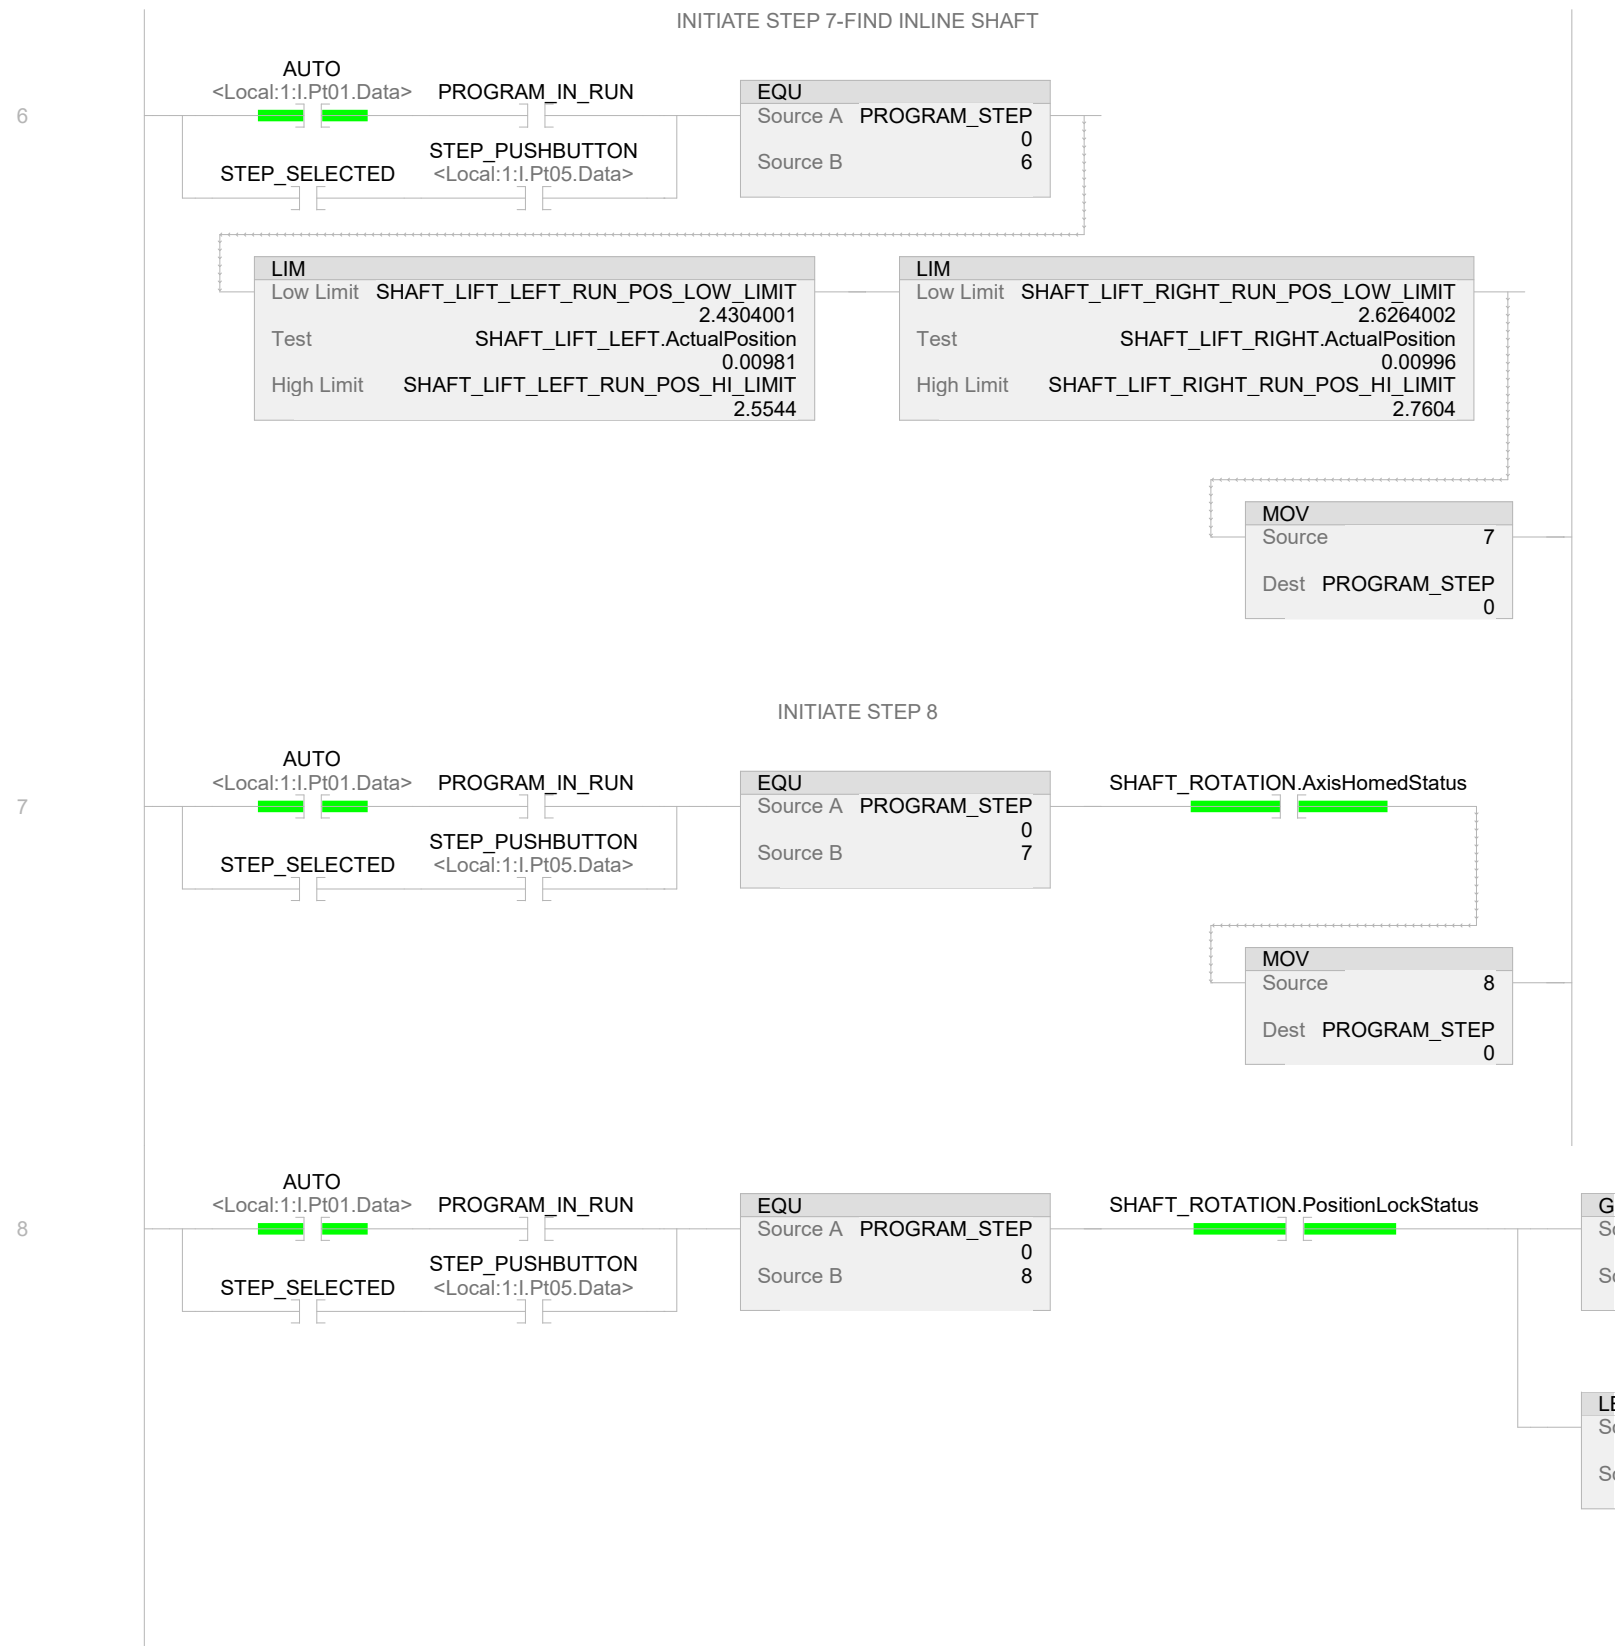 INITIATE STEP 7-FIND INLINE SHAFT
6
AUTO
<Local:1:I.Pt01.Data>
PROGRAM_IN_RUN
STEP_SELECTED
STEP_PUSHBUTTON
<Local:1:I.Pt05.Data>
EQU
Source A PROGRAM_STEP
0
Source B 6
LIM
Low Limit SHAFT_LIFT_LEFT_RUN_POS_LOW_LIMIT
2.4304001
Test SHAFT_LIFT_LEFT.ActualPosition
0.00981
High Limit SHAFT_LIFT_LEFT_RUN_POS_HI_LIMIT
2.5544
LIM
Low Limit SHAFT_LIFT_RIGHT_RUN_POS_LOW_LIMIT
2.6264002
Test SHAFT_LIFT_RIGHT.ActualPosition
0.00996
High Limit SHAFT_LIFT_RIGHT_RUN_POS_HI_LIMIT
2.7604
MOV
Source 7
Dest PROGRAM_STEP
0
INITIATE STEP 8
7
AUTO
<Local:1:I.Pt01.Data>
PROGRAM_IN_RUN
STEP_SELECTED
STEP_PUSHBUTTON
<Local:1:I.Pt05.Data>
EQU
Source A PROGRAM_STEP
0
Source B 7
SHAFT_ROTATION.AxisHomedStatus
MOV
Source 8
Dest PROGRAM_STEP
0
8
AUTO
<Local:1:I.Pt01.Data>
PROGRAM_IN_RUN
STEP_SELECTED
STEP_PUSHBUTTON
<Local:1:I.Pt05.Data>
EQU
Source A PROGRAM_STEP
0
Source B 8
SHAFT_ROTATION.PositionLockStatus